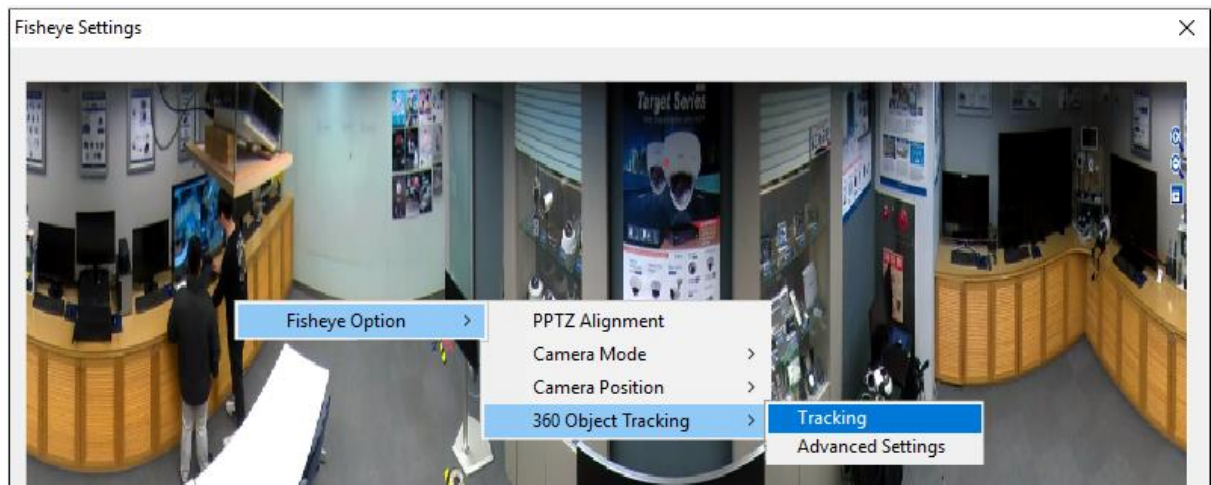 Fisheye Settings
Target Series
Fisheye Option
PPTZ Alignment
Camera Mode
Camera Position
360 Object Tracking
Tracking
Advanced Settings